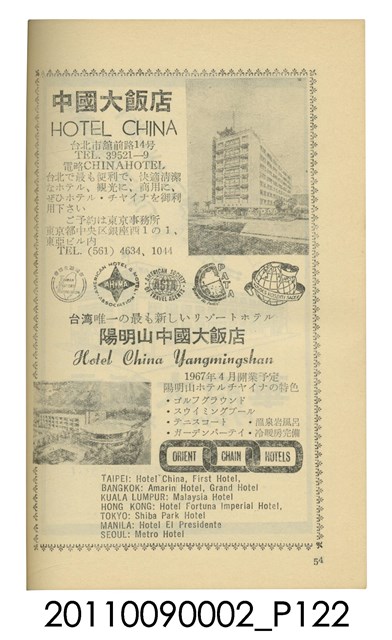 中國大飯店
HOTEL CHINA
台北市舘前路14号
TEL. 39521—9
電略CHINAHOTEL
台北で最も便利で、快適清潔
なホテル、観光に、商用に、
ぜひホテル・チャイナを御利
用下さい
ご予約は東京事務所
東京都中央区銀座西1の1、
東亜ビル内
TEL. (561) 4634, 1044
AHMA
ASTA
台湾唯一の最も新しいリゾートホテル
陽明山中國大飯店
Hotel China Yangmingshan
1967年4月開業予定
陽明山ホテルチャイナの特色
・ゴルフグラウンド
・スウイミングプール
・テニスコート ・温泉岩風呂
・ガーデンパーテイ・冷暖房完備
ORIENT CHAIN HOTELS
TAIPEI: Hotel China, First Hotel,
BANGKOK: Amarin Hotel, Grand Hotel
KUALA LUMPUR: Malaysia Hotel
HONG KONG: Hotel Fortuna Imperial Hotel,
TOKYO: Shiba Park Hotel
MANILA: Hotel El Presidente
SEOUL: Metro Hotel
54
20110090002_P122